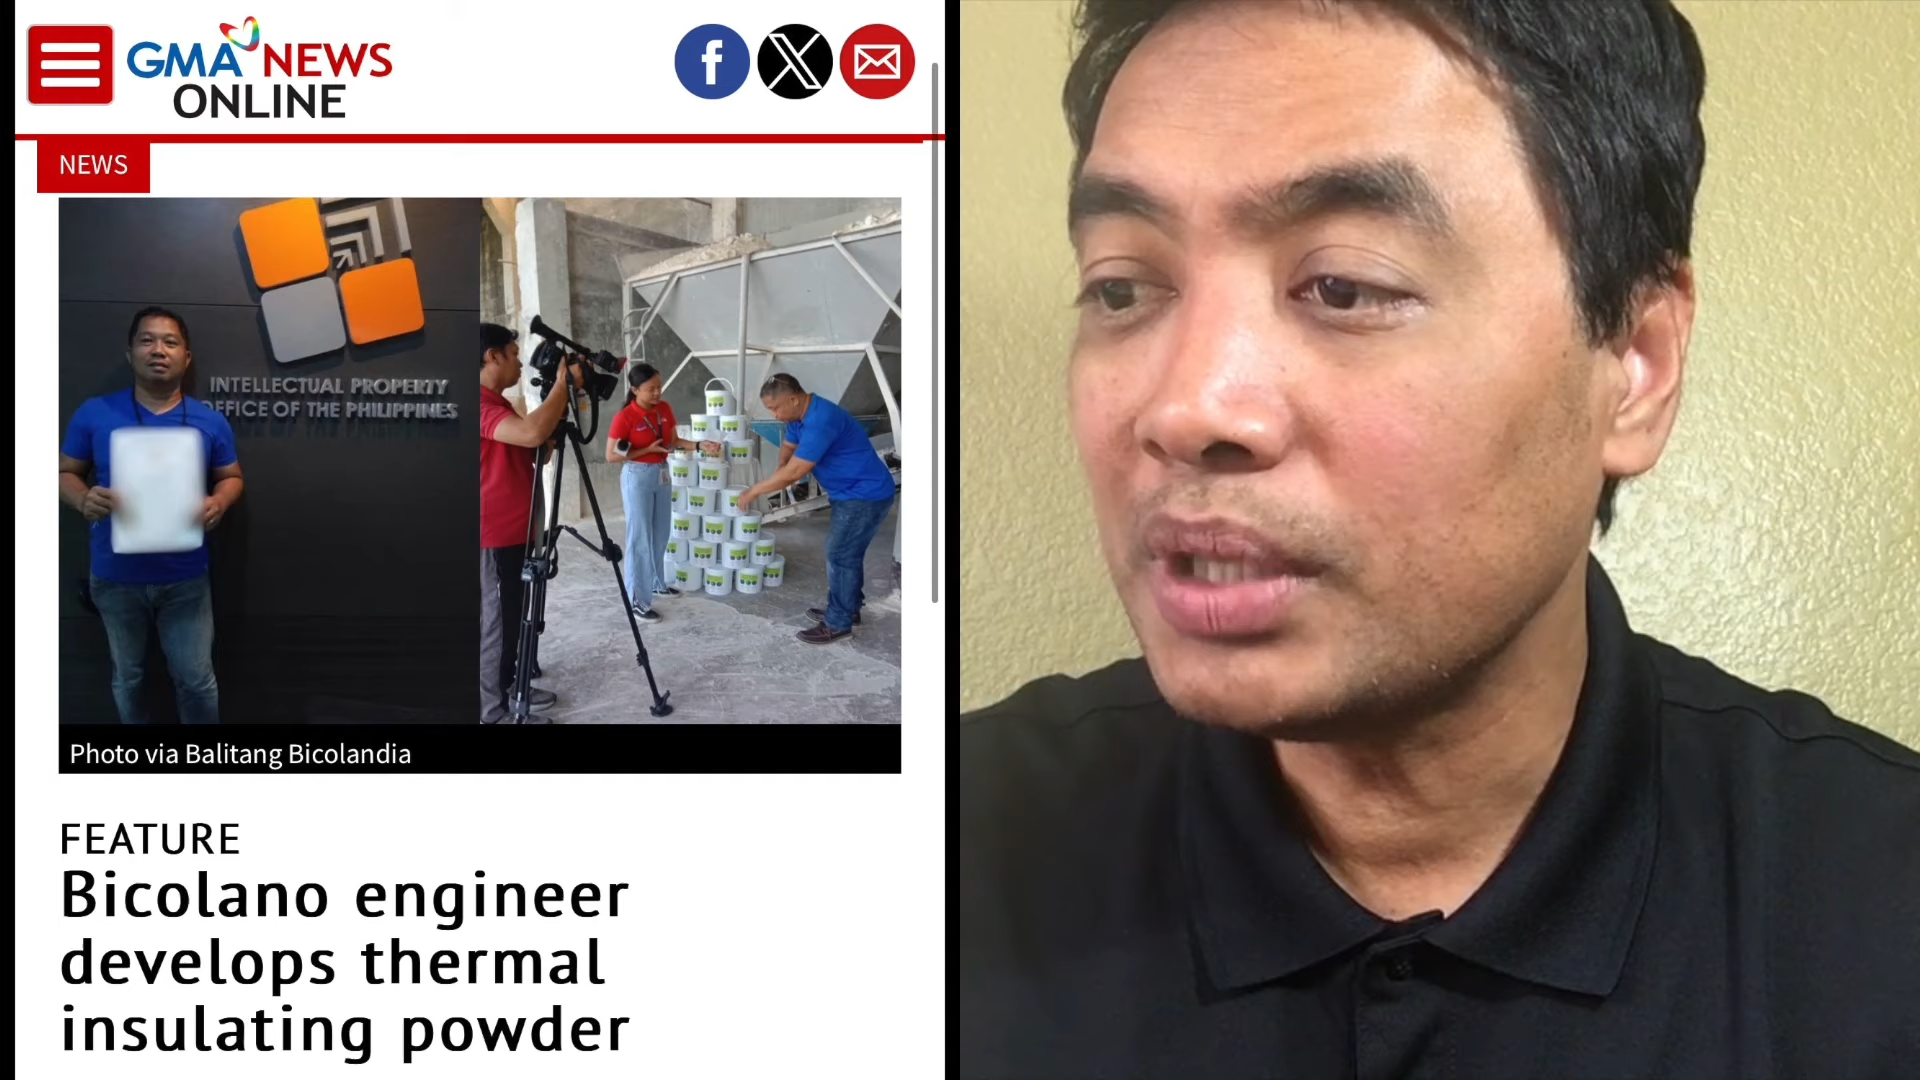 GMA NEWS
ONLINE
f
X
NEWS
INTELLECTUAL PROPERTY
OFFICE OF THE PHILIPPINES
Photo via Balitang Bicolandia
FEATURE
Bicolano engineer
develops thermal
insulating powder